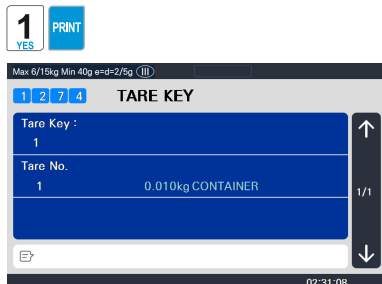 1
YES
PRINT
Max 6/15kg Min 40g e=d=2/5g III
1 2 7 4 TARE KEY
Tare Key :
1
Tare No.
1 0.010kg CONTAINER
1/1
02:31:08